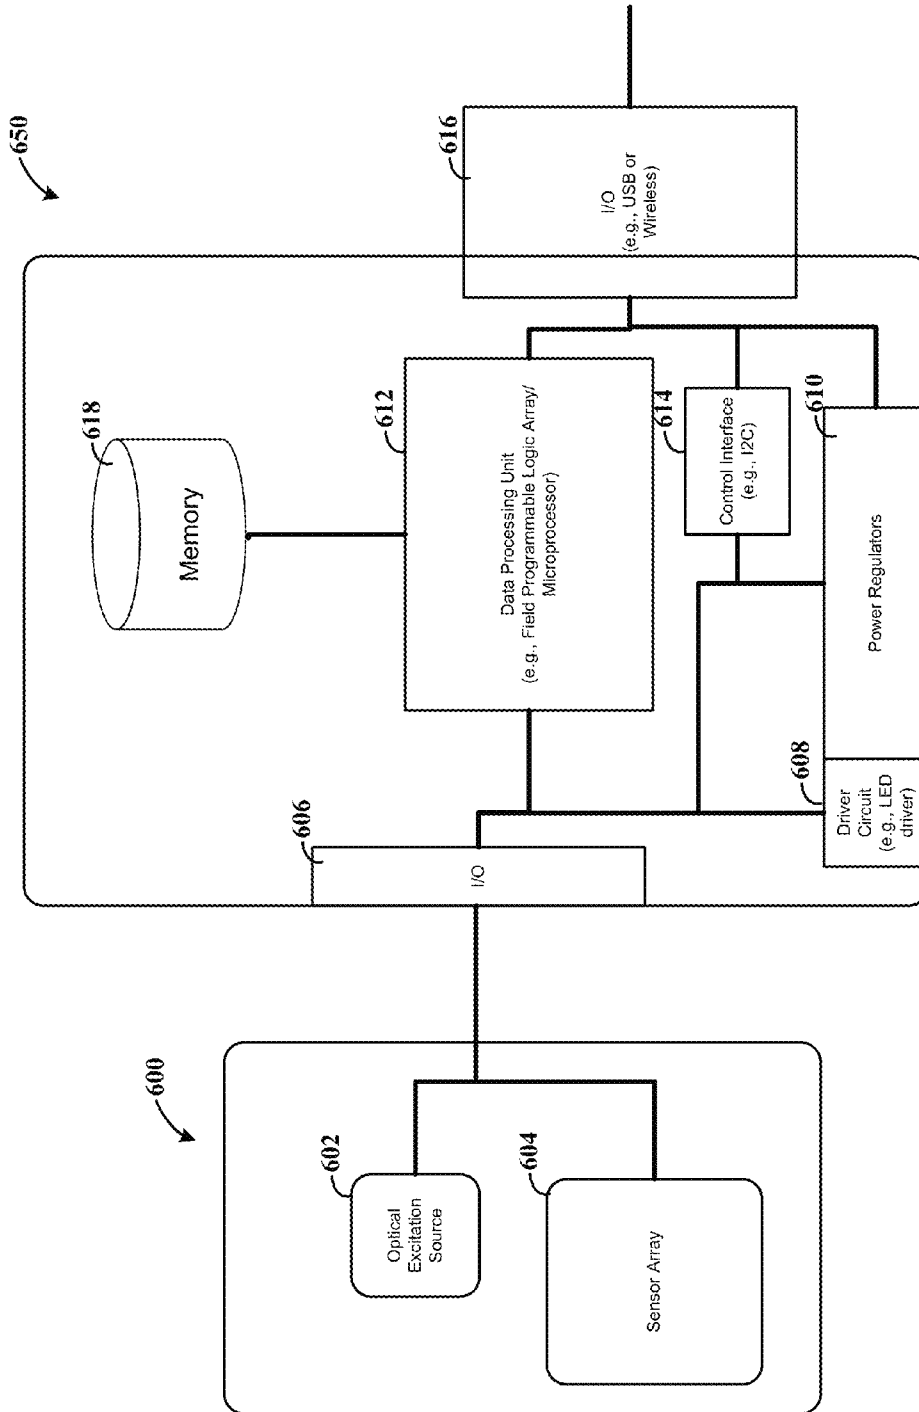 600
602
Optical
Excitation
Source
604
Sensor Array
650
606
I/O
618
Memory
612
Data Processing Unit
(e.g., Field Programmable Logic Array/
Microprocessor)
614
Control Interface
(e.g., I2C)
608
Driver
Circuit
(e.g., LED
driver)
610
Power Regulators
616
I/O
(e.g., USB or
Wireless)